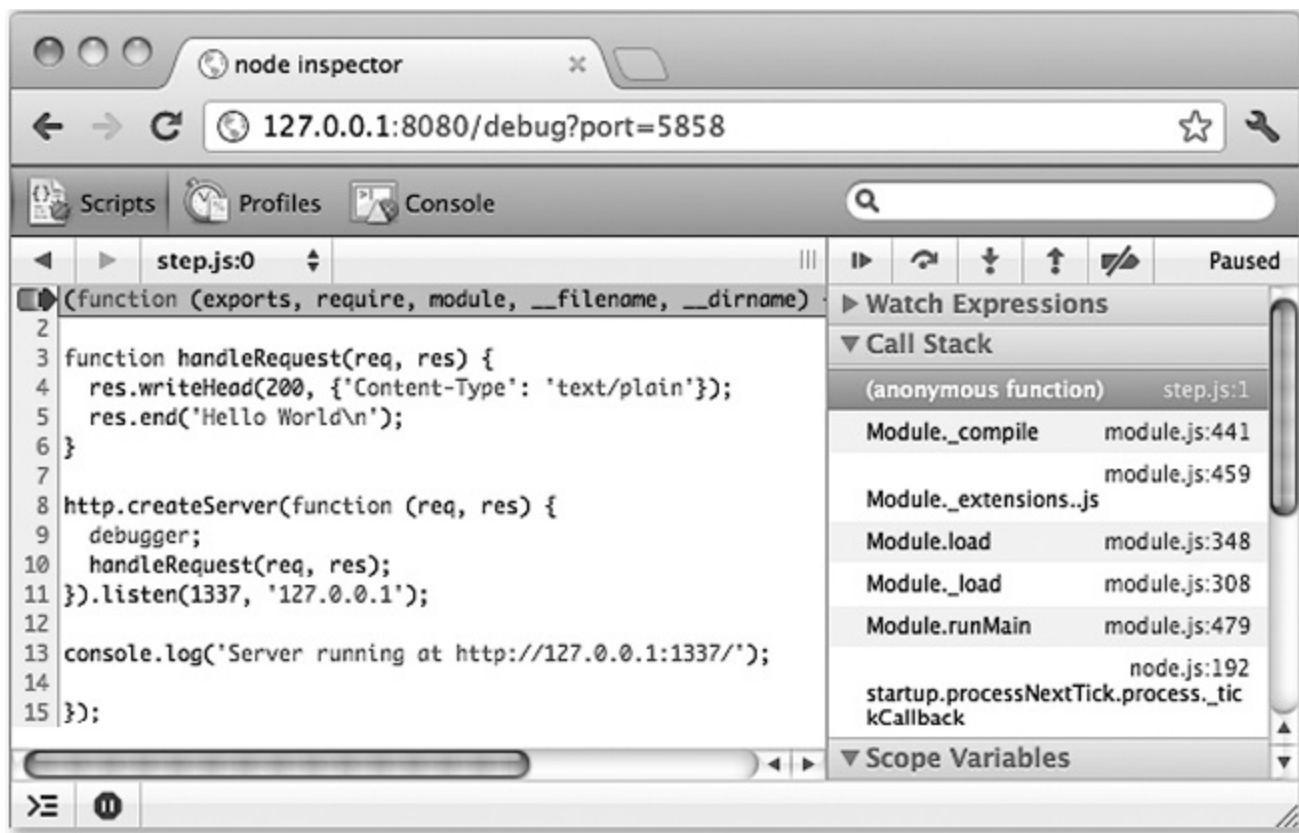 node inspector
127.0.0.1:8080/debug?port=5858
Scripts Profiles Console
step.js:0 Paused
(function (exports, require, module, __filename, __dirname)
2
3 function handleRequest(req, res) {
4 res.writeHead(200, {'Content-Type': 'text/plain'});
5 res.end('Hello World\n');
6 }
7
8 http.createServer(function (req, res) {
9 debugger;
10 handleRequest(req, res);
11 }).listen(1337, '127.0.0.1');
12
13 console.log('Server running at http://127.0.0.1:1337/');
14
15 });
Watch Expressions
Call Stack
(anonymous function) step.js:1
Module._compile module.js:441
module.js:459
Module._extensions..js
Module.load module.js:348
Module._load module.js:308
Module.runMain module.js:479
node.js:192
startup.processNextTick.process._tic
kCallback
Scope Variables